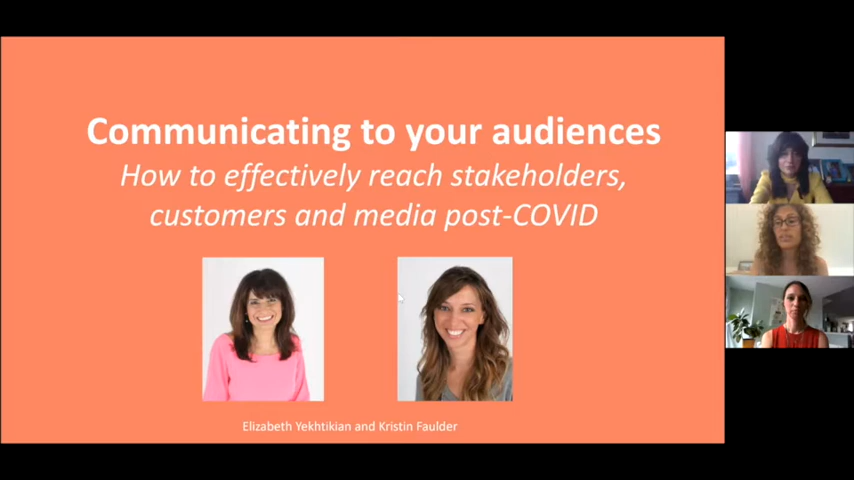 Communicating to your audiences
How to effectively reach stakeholders,
customers and media post-COVID
Elizabeth Yekhtikian and Kristin Faulder